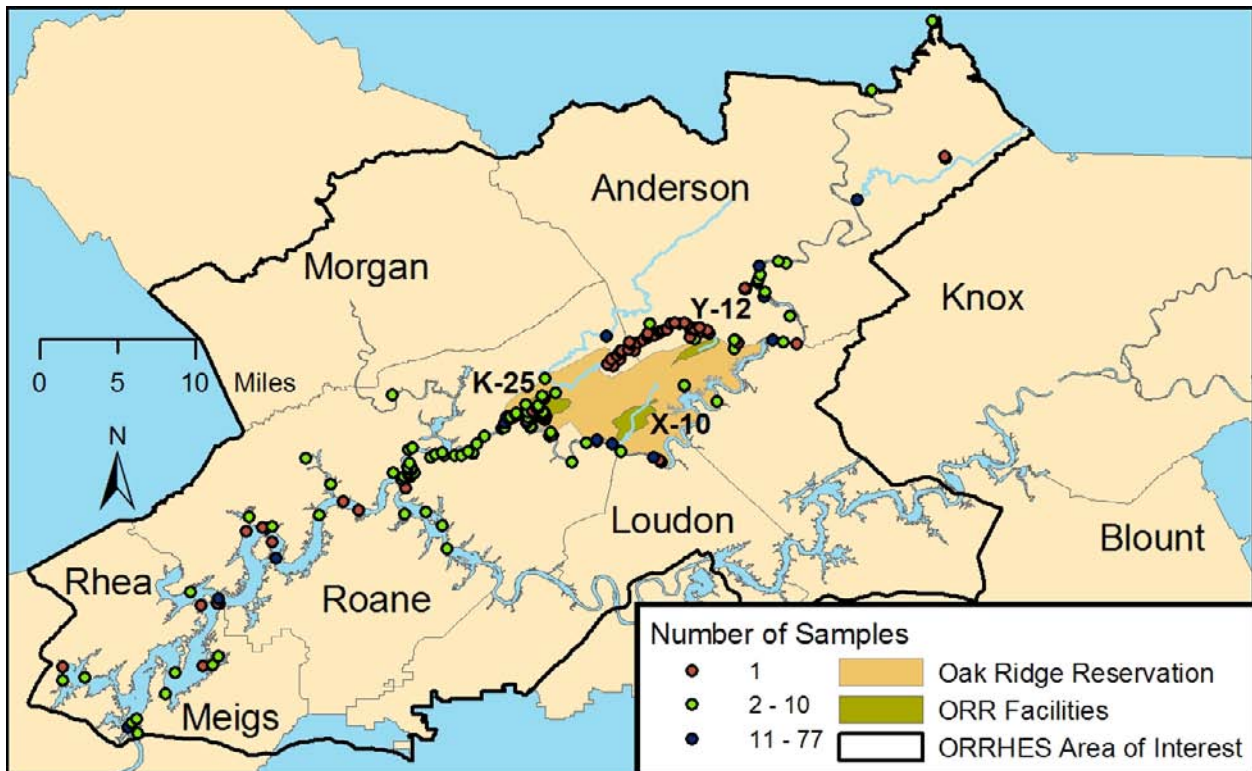 Anderson
Morgan
Knox
Y-12
K-25
0 5 10 Miles
X-10
N
Loudon
Blount
Rhea
Roane
Meigs
Number of Samples
1
2 - 10
11 - 77
Oak Ridge Reservation
ORR Facilities
ORRHES Area of Interest